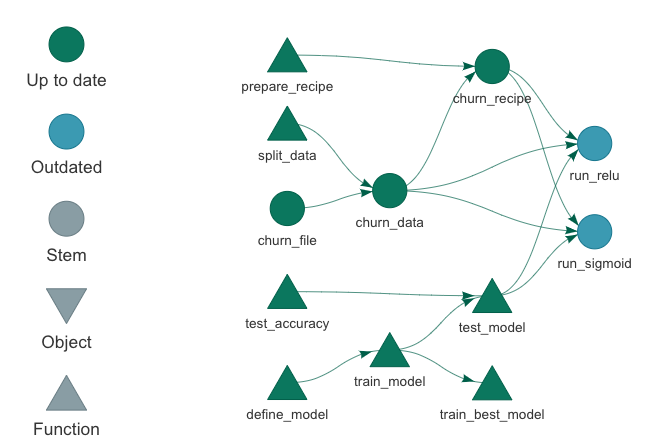 Up to date
Outdated
Stem
Object
Function
prepare_recipe
churn_recipe
split_data
run_relu
churn_data
churn_file
run_sigmoid
test_accuracy
test_model
train_model
define_model
train_best_model